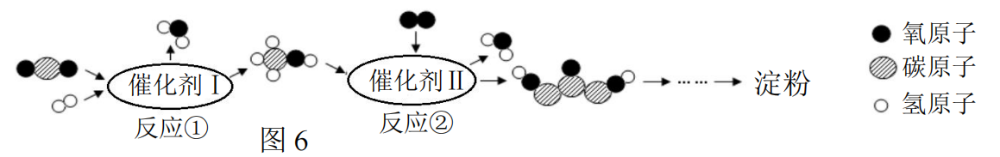 催化剂Ⅰ
反应①
图 6
催化剂Ⅱ
反应②
…… 淀粉
氧原子
碳原子
氢原子